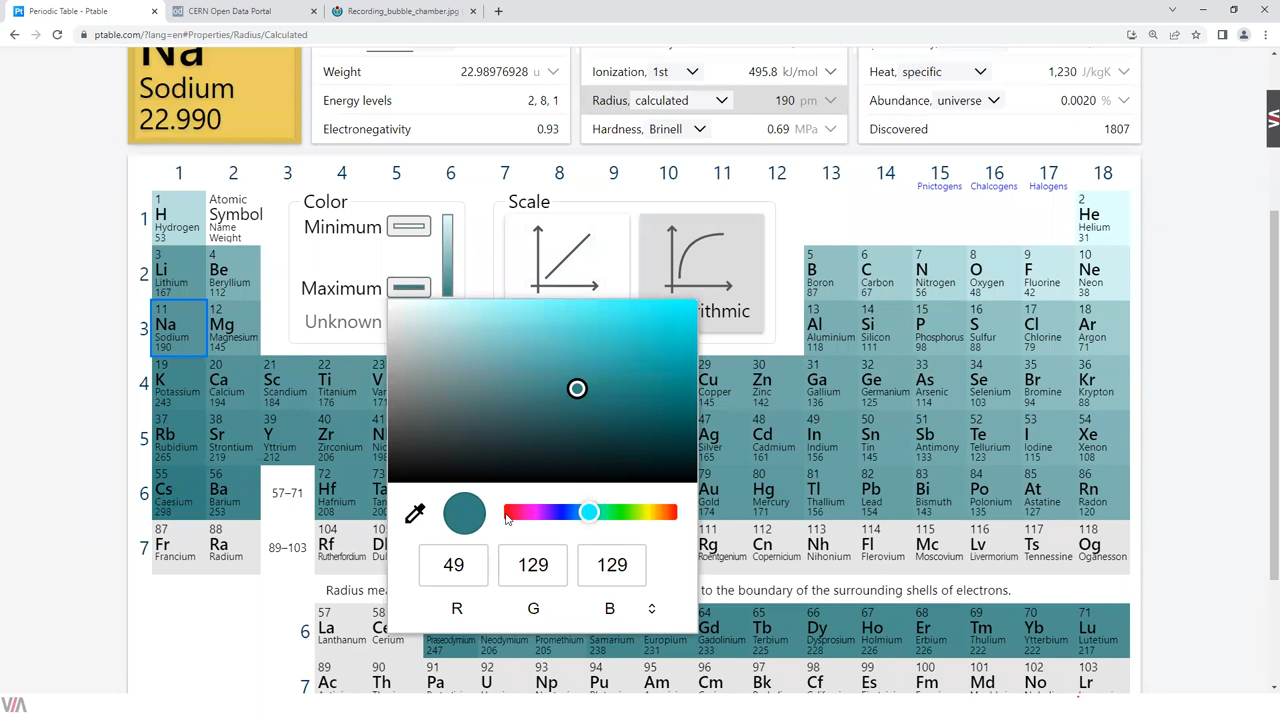 Periodic Table - Ptable
CERN Open Data Portal
Recording_bubble_chamber.jpg
ptable.com/?lang=en#Properties/Radius/Calculated
Na
Sodium
22.990
Weight 22.98976928 u
Energy levels 2, 8, 1
Electronegativity 0.93
Ionization, 1st 495.8 kJ/mol
Radius, calculated 190 pm
Hardness, Brinell 0.69 MPa
Heat, specific 1,230 J/kgK
Abundance, universe 0.0020 %
Discovered 1807
1 2 3 4 5 6 7 8 9 10 11 12 13 14 15 16 17 18
Pnictogens Chalcogens Halogens
1
1 H Hydrogen 53
Atomic
Symbol
Name
Weight
Color
Minimum
Maximum
Unknown
Scale
rithmic
2 He Helium 31
2
3 Li Lithium 167
4 Be Beryllium 112
5 B Boron 87
6 C Carbon 67
7 N Nitrogen 56
8 O Oxygen 48
9 F Fluorine 42
10 Ne Neon 38
3
11 Na Sodium 190
12 Mg Magnesium 145
13 Al Aluminium 118
14 Si Silicon 111
15 P Phosphorus 98
16 S Sulfur 88
17 Cl Chlorine 79
18 Ar Argon 71
4
19 K Potassium 243
20 Ca Calcium 194
21 Sc Scandium 184
22 Ti Titanium 176
23 V Var 171
29 Cu Copper 145
30 Zn Zinc 142
31 Ga Gallium 136
32 Ge Germanium 125
33 As Arsenic 114
34 Se Selenium 103
35 Br Bromine 94
36 Kr Krypton 88
5
37 Rb Rubidium 265
38 Sr Strontium 219
39 Y Yttrium 212
40 Zr Zirconium 206
47 Ag Silver 165
48 Cd Cadmium 161
49 In Indium 156
50 Sn Tin 145
51 Sb Antimony 133
52 Te Tellurium 123
53 I Iodine 115
54 Xe Xenon 108
6
55 Cs Caesium 298
56 Ba Barium 253
57–71
72 Hf Hafnium 208
79 Au Gold 174
80 Hg Mercury 171
81 Tl Thallium 156
82 Pb Lead 154
83 Bi Bismuth 143
84 Po Polonium 135
85 At Astatine 127
86 Rn Radon 120
7
87 Fr Francium
88 Ra Radium
89–103
104 Rf Rutherfordium
111 Rg Roentgenium
112 Cn Copernicium
113 Nh Nihonium
114 Fl Flerovium
115 Mc Moscovium
116 Lv Livermorium
117 Ts Tennessine
118 Og Oganesson
49 129 129
R G B
Radius mea to the boundary of the surrounding shells of electrons.
6
57 La Lanthanum
58 Ce
Praseodymium 247
Neodymium 206
Promethium 205
Samarium 238
Europium 231
64 Gd Gadolinium 233
65 Tb Terbium 225
66 Dy Dysprosium 228
67 Ho Holmium 226
68 Er Erbium 226
69 Tm Thulium 222
70 Yb Ytterbium 222
71 Lu Lutetium 217
7
89 Ac
90 Th
91 Pa
92 U
93 Np
94 Pu
95 Am
96 Cm
97 Bk
98 Cf
99 Es
100 Fm
101 Md
102 No
103 Lr
VIA